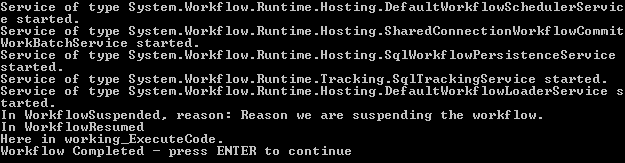 Service of type System.Workflow.Runtime.Hosting.DefaultWorkflowSchedulerServic
e started.
Service of type System.Workflow.Runtime.Hosting.SharedConnectionWorkflowCommit
WorkBatchService started.
Service of type System.Workflow.Runtime.Hosting.SqlWorkflowPersistenceService
started.
Service of type System.Workflow.Runtime.Tracking.SqlTrackingService started.
Service of type System.Workflow.Runtime.Hosting.DefaultWorkflowLoaderService s
tarted.
In WorkflowSuspended, reason: Reason we are suspending the workflow.
In WorkflowResumed
Here in working_ExecuteCode.
Workflow Completed - press ENTER to continue